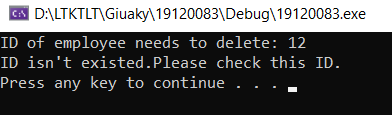 D:\LTKTLT\Giuaky\19120083\Debug\19120083.exe
ID of employee needs to delete: 12
ID isn't existed.Please check this ID.
Press any key to continue . . .